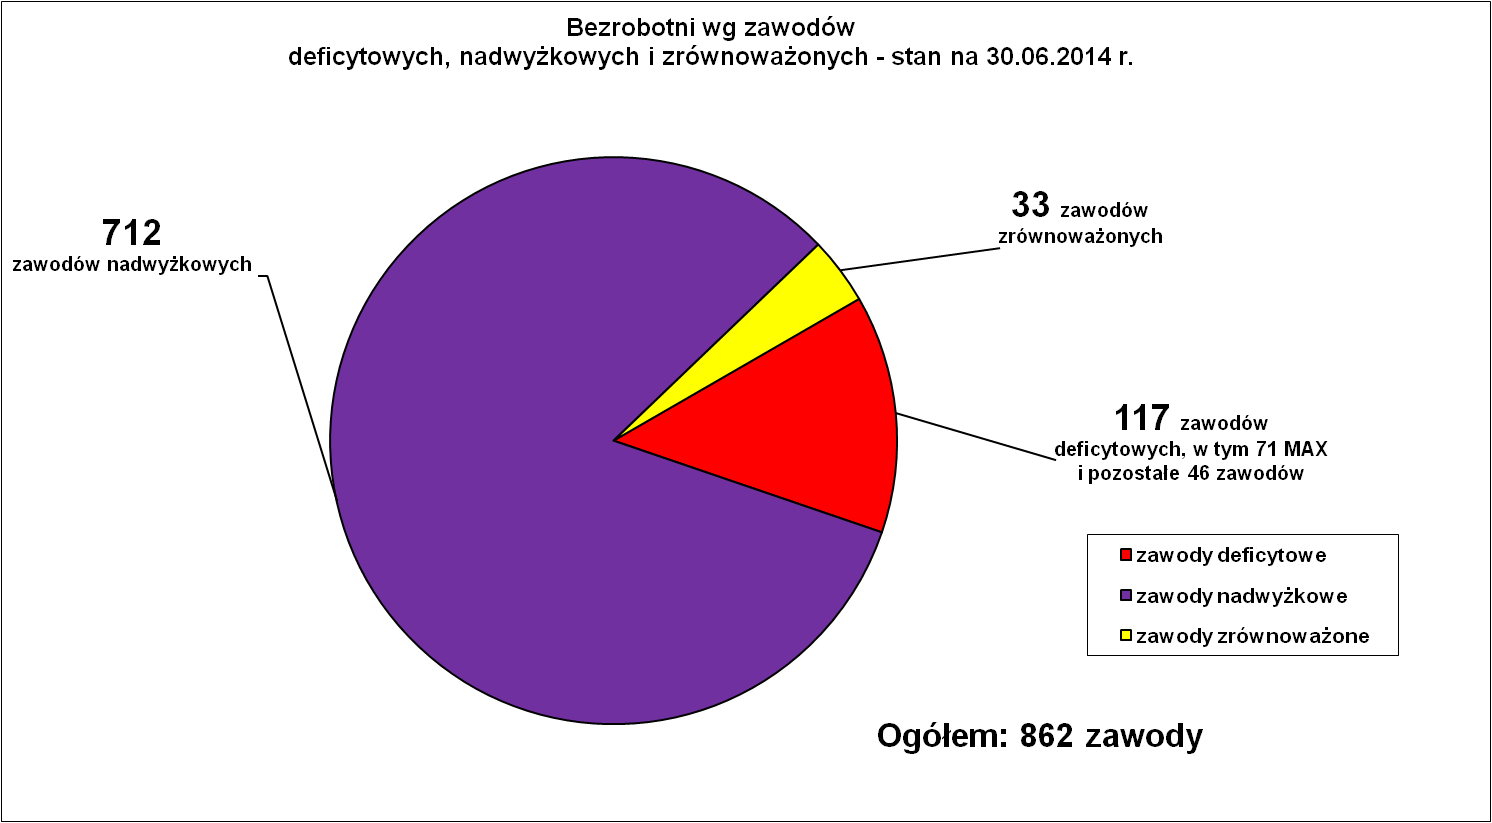 Bezrobotni wg zawodów
deficytowych, nadwyżkowych i zrównoważonych - stan na 30.06.2014 r.
712
zawodów nadwyżkowych
33 zawodów
zrównoważonych
117 zawodów
deficytowych, w tym 71 MAX
i pozostałe 46 zawodów
zawody deficytowe
zawody nadwyżkowe
zawody zrównoważone
Ogółem: 862 zawody